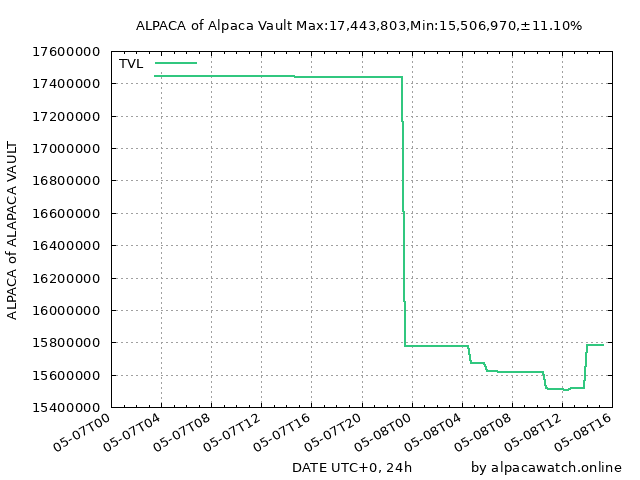 ALPACA of Alpaca Vault Max:17,443,803,Min:15,506,970,±11.10%
17600000
TVL
17400000
17200000
17000000
16800000
16600000
16400000
16200000
16000000
15800000
15600000
15400000
ALPACA of ALAPACA VAULT
05-07T00
05-07T04
05-07T08
05-07T12
05-07T16
05-07T20
05-08T00
05-08T04
05-08T08
05-08T12
05-08T16
DATE UTC+0, 24h
by alpacawatch.online